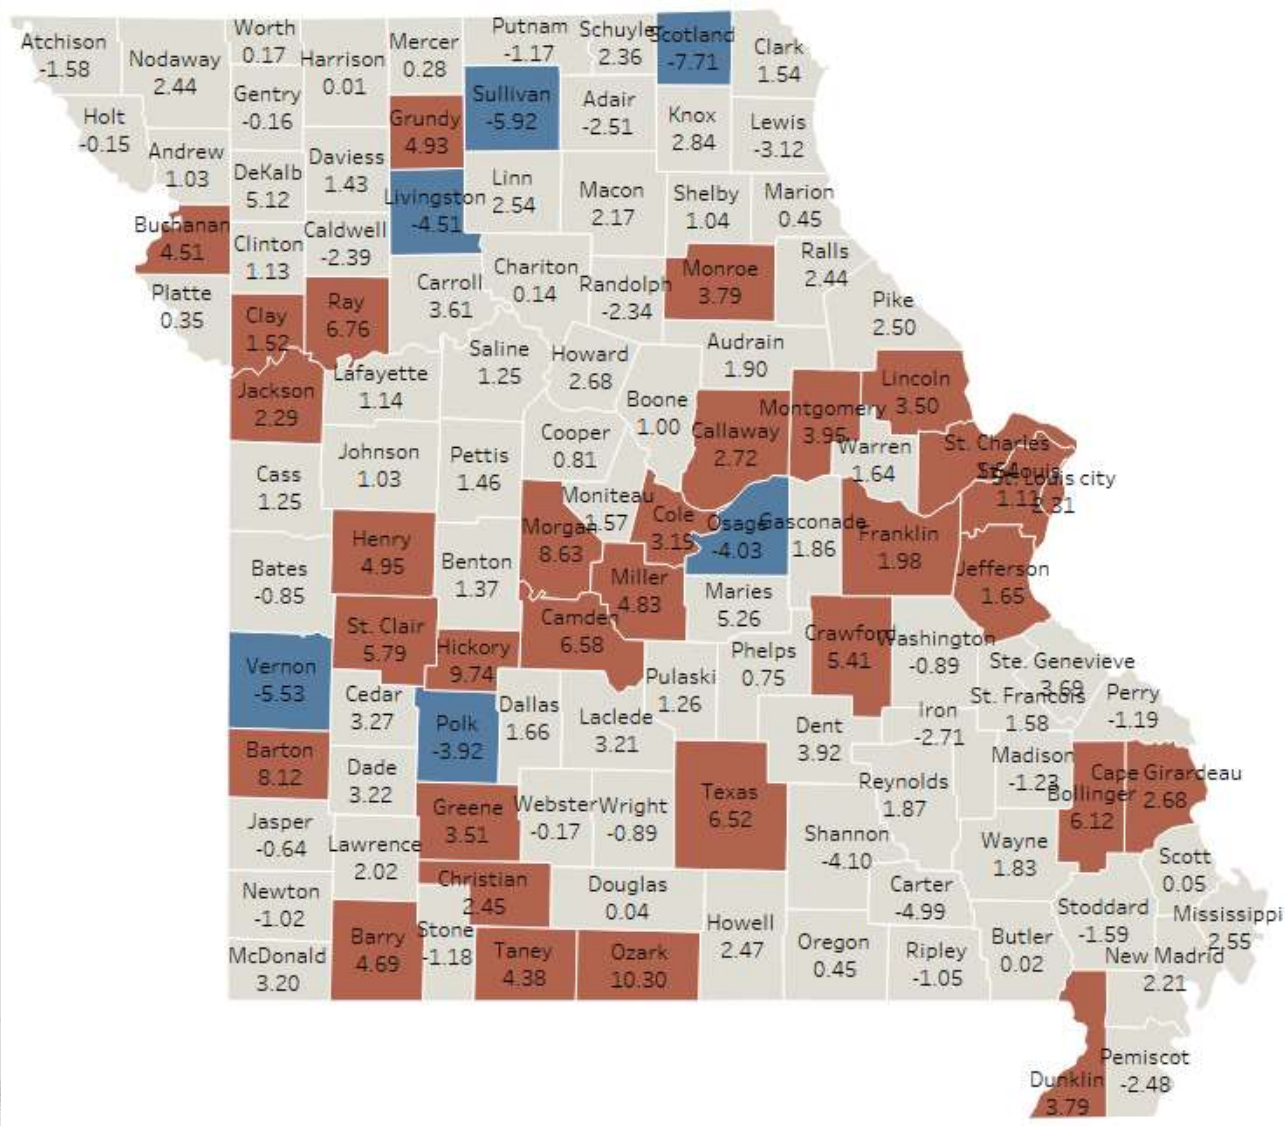 Atchison
-1.58
Nodaway
2.44
Worth
0.17
Harrison
0.01
Mercer
0.28
Putnam
-1.17
Schuyler
2.36
Scotland
-7.71
Clark
1.54
Holt
-0.15
Andrew
1.03
Gentry
-0.16
DeKalb
5.12
Daviess
1.43
Grundy
4.93
Sullivan
-5.92
Adair
-2.51
Knox
2.84
Lewis
-3.12
Buchanan
4.51
Clinton
1.13
Caldwell
-2.39
Livingston
-4.51
Linn
2.54
Macon
2.17
Shelby
1.04
Marion
0.45
Platte
0.35
Clay
1.52
Ray
6.76
Carroll
3.61
Chariton
0.14
Randolph
-2.34
Monroe
3.79
Ralls
2.44
Pike
2.50
Jackson
2.29
Lafayette
1.14
Saline
1.25
Howard
2.68
Boone
1.00
Audrain
1.90
Callaway
2.72
Montgomery
3.95
Lincoln
3.50
Warren
1.64
St. Charles
St. Louis
1.11
St. Louis city
2.31
Cass
1.25
Johnson
1.03
Pettis
1.46
Cooper
0.81
Moniteau
1.57
Morgan
8.63
Cole
3.15
Osage
-4.03
Gasconade
1.86
Franklin
1.98
Jefferson
1.65
Bates
-0.85
Henry
4.95
Benton
1.37
Miller
4.83
Maries
5.26
Camden
6.58
St. Clair
5.79
Hickory
9.74
Vernon
-5.53
Cedar
3.27
Polk
-3.92
Dallas
1.66
Laclede
3.21
Pulaski
1.26
Phelps
0.75
Crawford
5.41
Washington
-0.89
Ste. Genevieve
3.69
St. Francois
1.58
Perry
-1.19
Iron
-2.71
Dent
3.92
Madison
-1.23
Barton
8.12
Dade
3.22
Greene
3.51
Webster
-0.17
Wright
-0.89
Texas
6.52
Reynolds
1.87
Bollinger
6.12
Cape Girardeau
2.68
Jasper
-0.64
Lawrence
2.02
Christian
2.45
Douglas
0.04
Shannon
-4.10
Wayne
1.83
Scott
0.05
Newton
-1.02
Carter
-4.99
Stoddard
-1.59
Mississippi
2.55
McDonald
3.20
Barry
4.69
Stone
-1.18
Taney
4.38
Ozark
10.30
Howell
2.47
Oregon
0.45
Ripley
-1.05
Butler
0.02
New Madrid
2.21
Dunklin
3.79
Pemiscot
-2.48